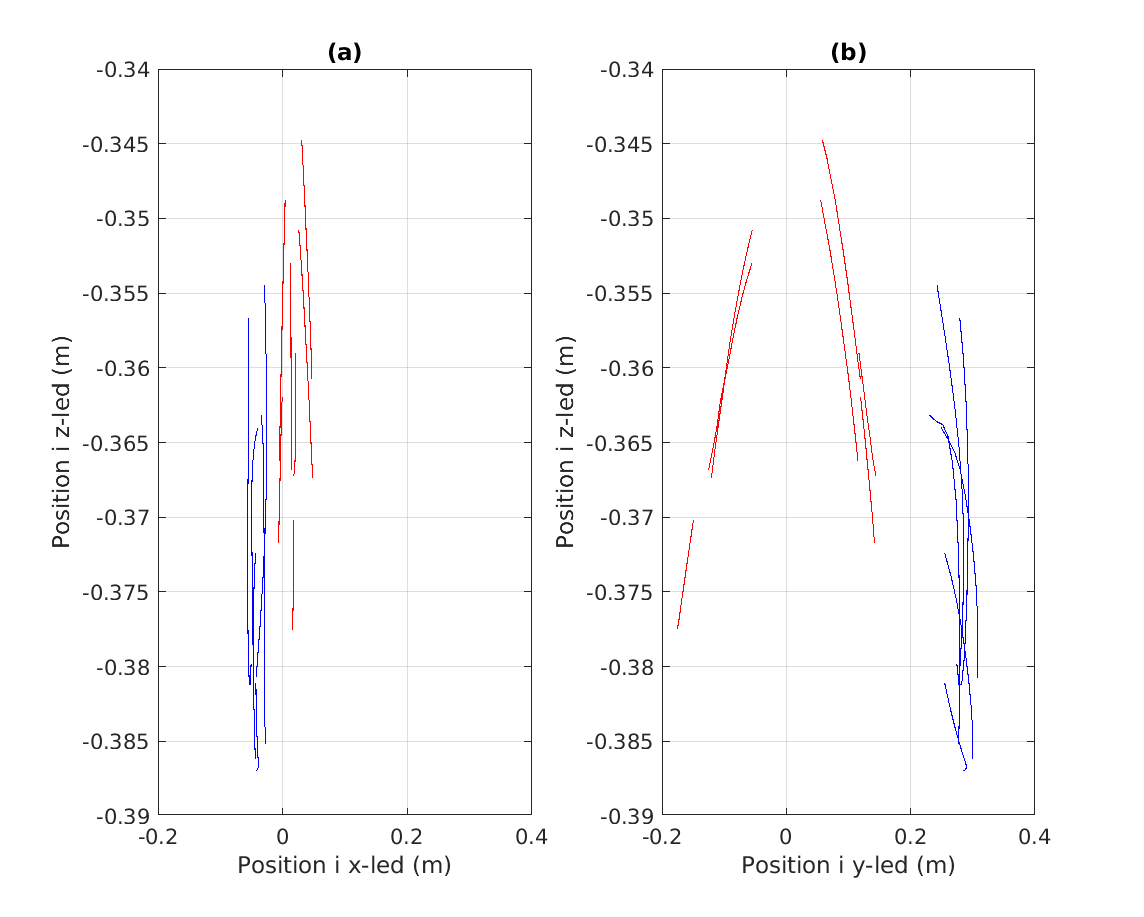 (a)
-0.34
-0.345
-0.35
-0.355
-0.36
-0.365
-0.37
-0.375
-0.38
-0.385
-0.39
-0.2 0 0.2 0.4
Position i x-led (m)
Position i z-led (m)
(b)
-0.34
-0.345
-0.35
-0.355
-0.36
-0.365
-0.37
-0.375
-0.38
-0.385
-0.39
-0.2 0 0.2 0.4
Position i y-led (m)
Position i z-led (m)